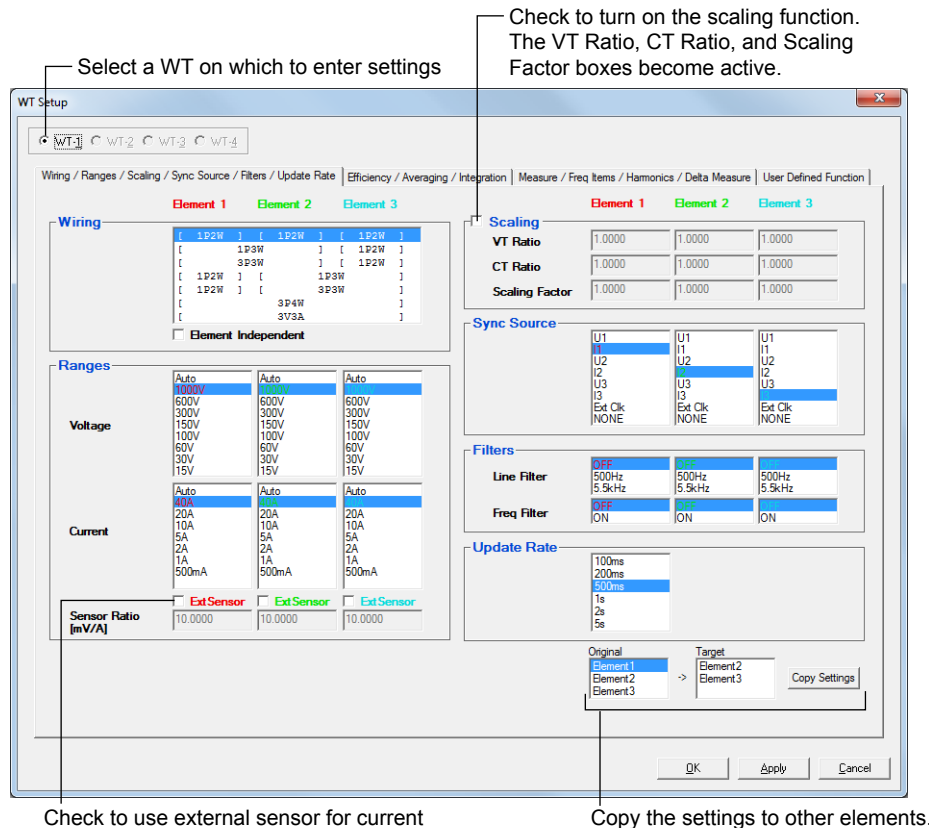 Check to turn on the scaling function.
The VT Ratio, CT Ratio, and Scaling
Factor boxes become active.
Select a WT on which to enter settings
WT Setup
WT-1 WT-2 WT-3 WT-4
Wiring / Ranges / Scaling / Sync Source / Filters / Update Rate Efficiency / Averaging / Integration Measure / Freq Items / Harmonics / Delta Measure User Defined Function
Element 1 Element 2 Element 3
Wiring
[ 1P2W ] [ 1P2W ] [ 1P2W ]
[ 1P3W ] [ 1P2W ]
[ 3P3W ] [ 1P2W ]
[ 1P2W ] [ 1P3W ]
[ 1P2W ] [ 3P3W ]
[ 3P4W ]
[ 3V3A ]
Element Independent
Ranges
Voltage
Auto Auto Auto
1000V 1000V 1000V
600V 600V 600V
300V 300V 300V
150V 150V 150V
100V 100V 100V
60V 60V 60V
30V 30V 30V
15V 15V 15V
Current
Auto Auto Auto
40A 40A 40A
20A 20A 20A
10A 10A 10A
5A 5A 5A
2A 2A 2A
1A 1A 1A
500mA 500mA 500mA
Ext Sensor Ext Sensor Ext Sensor
Sensor Ratio 10.0000 10.0000 10.0000
[mV/A]
Element 1 Element 2 Element 3
Scaling
VT Ratio 1.0000 1.0000 1.0000
CT Ratio 1.0000 1.0000 1.0000
Scaling Factor 1.0000 1.0000 1.0000
Sync Source
U1 U1 U1
I1 I1 I1
U2 U2 U2
I2 I2 I2
U3 U3 U3
I3 I3 I3
Ext Clk Ext Clk Ext Clk
NONE NONE NONE
Filters
Line Filter
OFF OFF OFF
500Hz 500Hz 500Hz
5.5kHz 5.5kHz 5.5kHz
Freq Filter
OFF OFF OFF
ON ON ON
Update Rate
100ms
200ms
500ms
1s
2s
5s
Original Target
Element1 Element2
Element2 -> Element3 Copy Settings
Element3
OK Apply Cancel
Check to use external sensor for current
Copy the settings to other elements.